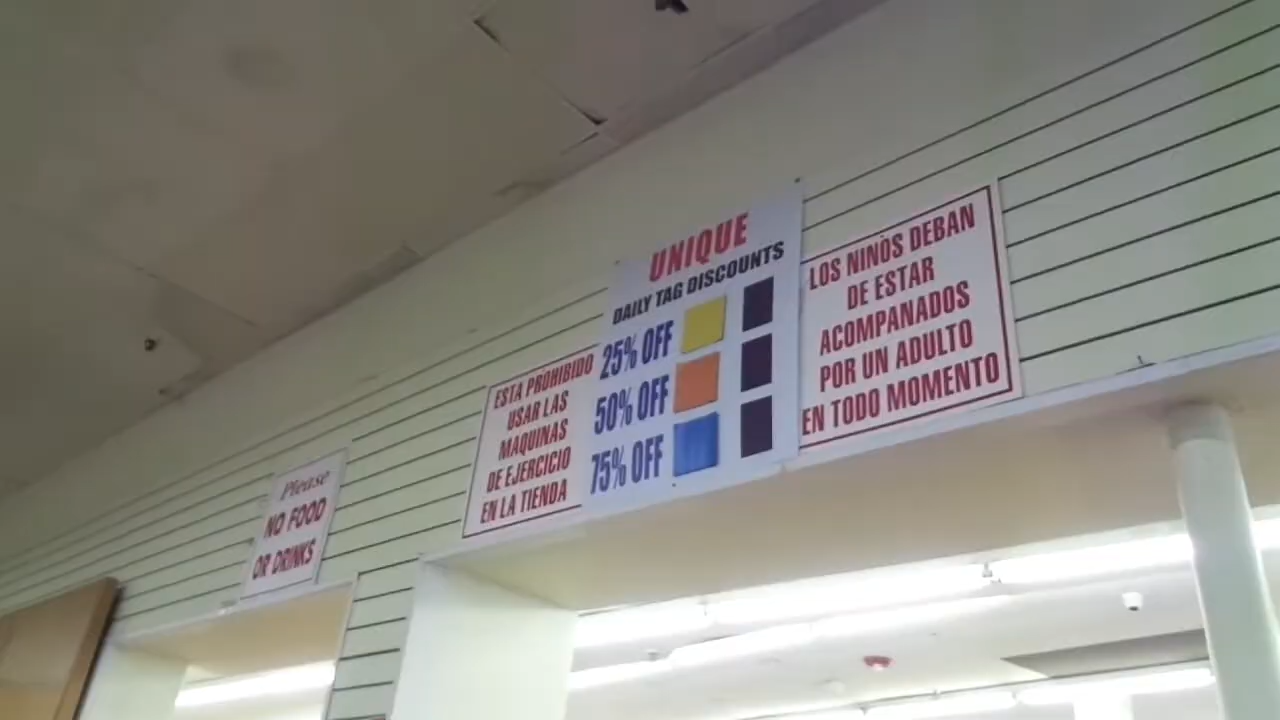 Please
NO FOOD
OR DRINKS
ESTA PROHIBIDO
USAR LAS
MAQUINAS
DE EJERCICIO
EN LA TIENDA
UNIQUE
DAILY TAG DISCOUNTS
25% OFF
50% OFF
75% OFF
LOS NIÑOS DEBAN
DE ESTAR
ACOMPANADOS
POR UN ADULTO
EN TODO MOMENTO